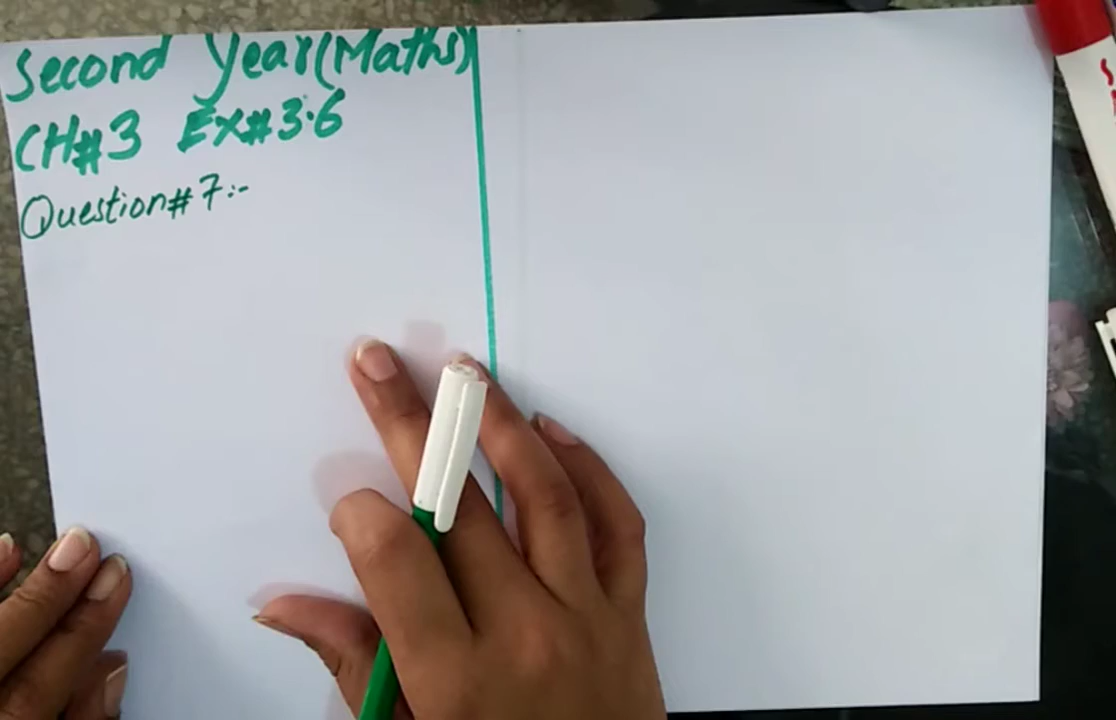 Second Year(Maths)
CH#3 Ex#3.6
Question#7:-